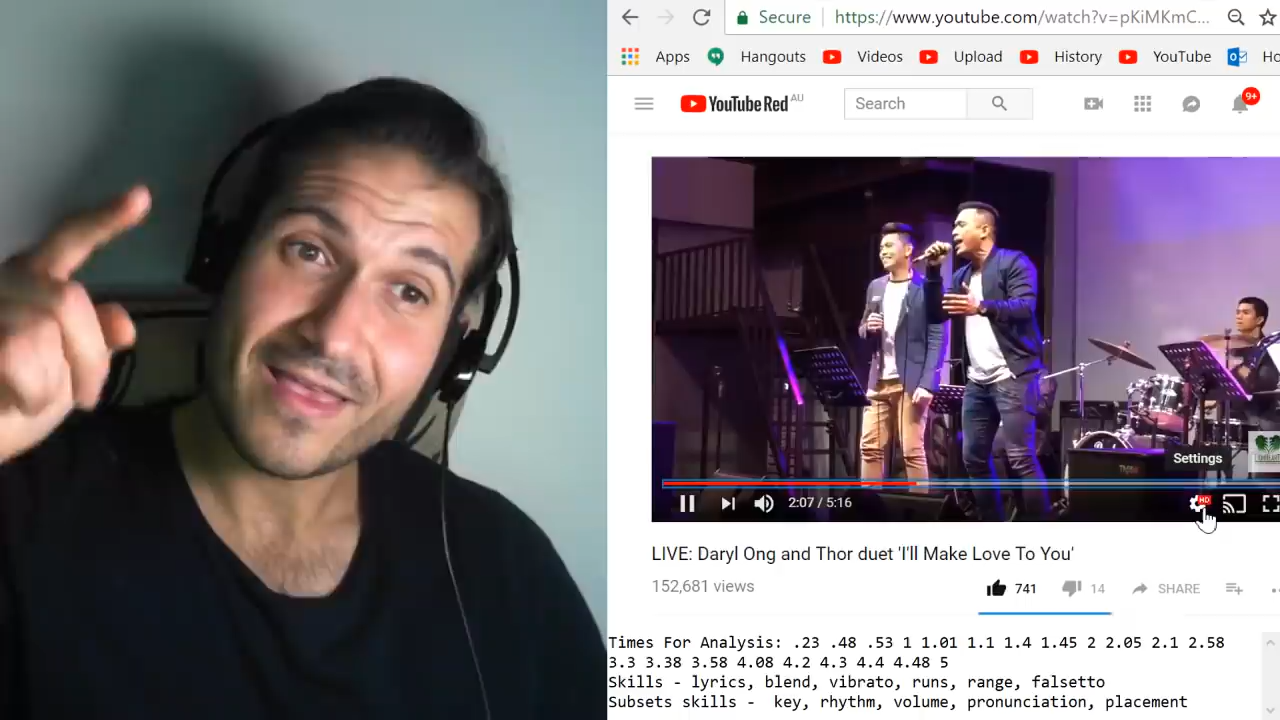 Secure https://www.youtube.com/watch?v=pKiMKmC...
Apps Hangouts Videos Upload History YouTube
YouTube Red AU Search 9+
Settings
2:07 / 5:16 HD
LIVE: Daryl Ong and Thor duet 'I'll Make Love To You'
152,681 views 741 14 SHARE
Times For Analysis: .23 .48 .53 1 1.01 1.1 1.4 1.45 2 2.05 2.1 2.58
3.3 3.38 3.58 4.08 4.2 4.3 4.4 4.48 5
Skills - lyrics, blend, vibrato, runs, range, falsetto
Subsets skills - key, rhythm, volume, pronunciation, placement